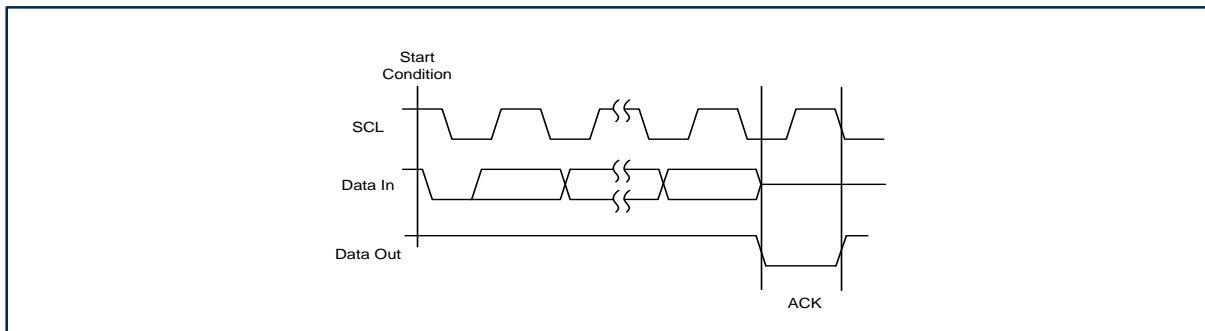 Start
Condition
SCL
Data In
Data Out
ACK